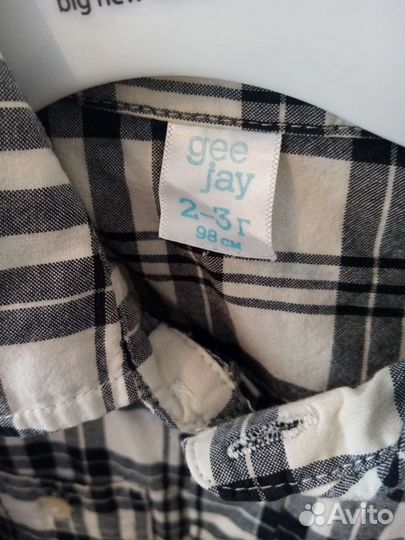 big new
gee
jay
2-3 г
98 см
Avito